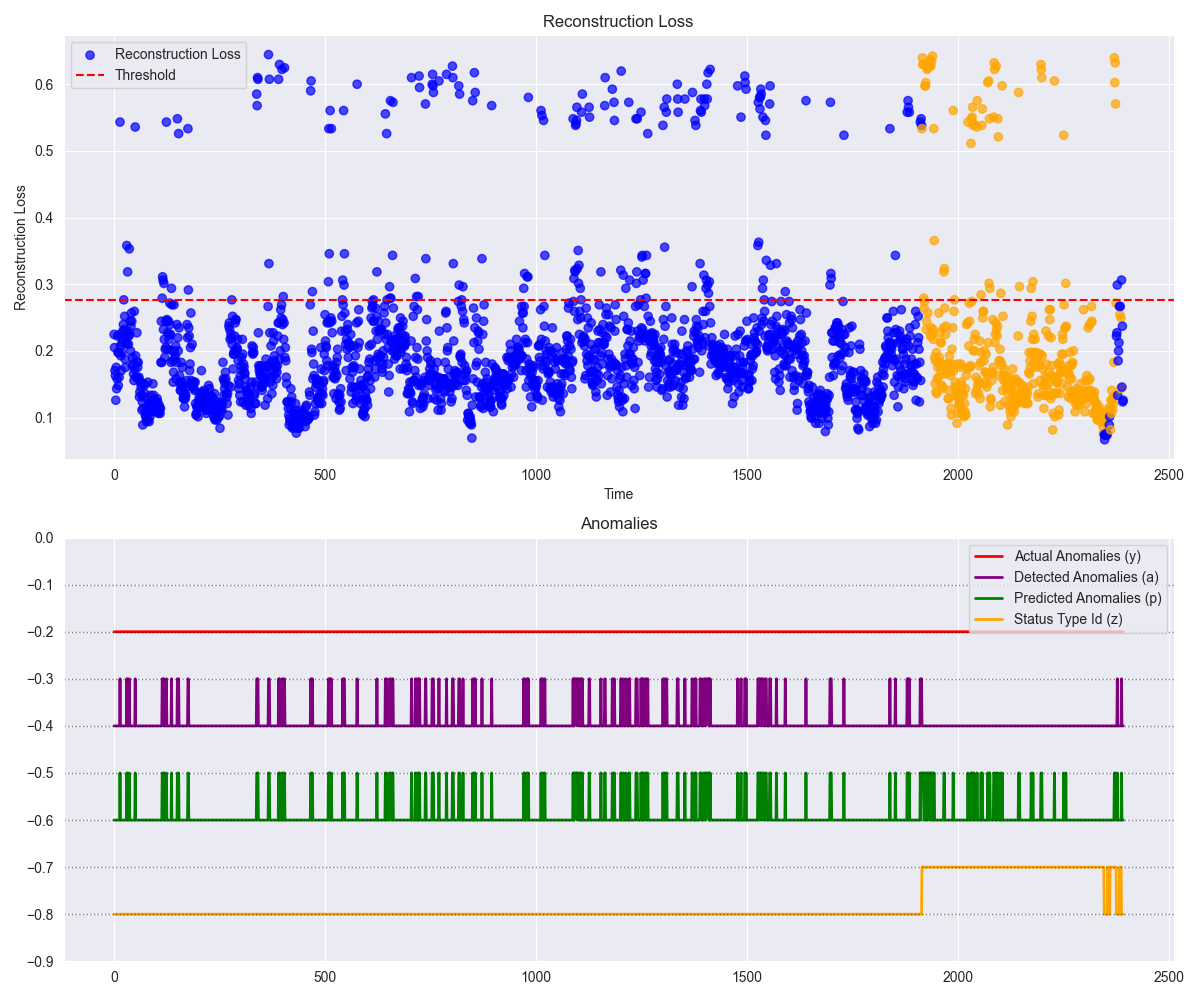 Reconstruction Loss
Reconstruction Loss
Threshold
0.6
0.5
0.4
0.3
0.2
0.1
Reconstruction Loss
0 500 1000 1500 2000 2500
Time
Anomalies
0.0
−0.1
−0.2
−0.3
−0.4
−0.5
−0.6
−0.7
−0.8
−0.9
Actual Anomalies (y)
Detected Anomalies (a)
Predicted Anomalies (p)
Status Type Id (z)
0 500 1000 1500 2000 2500